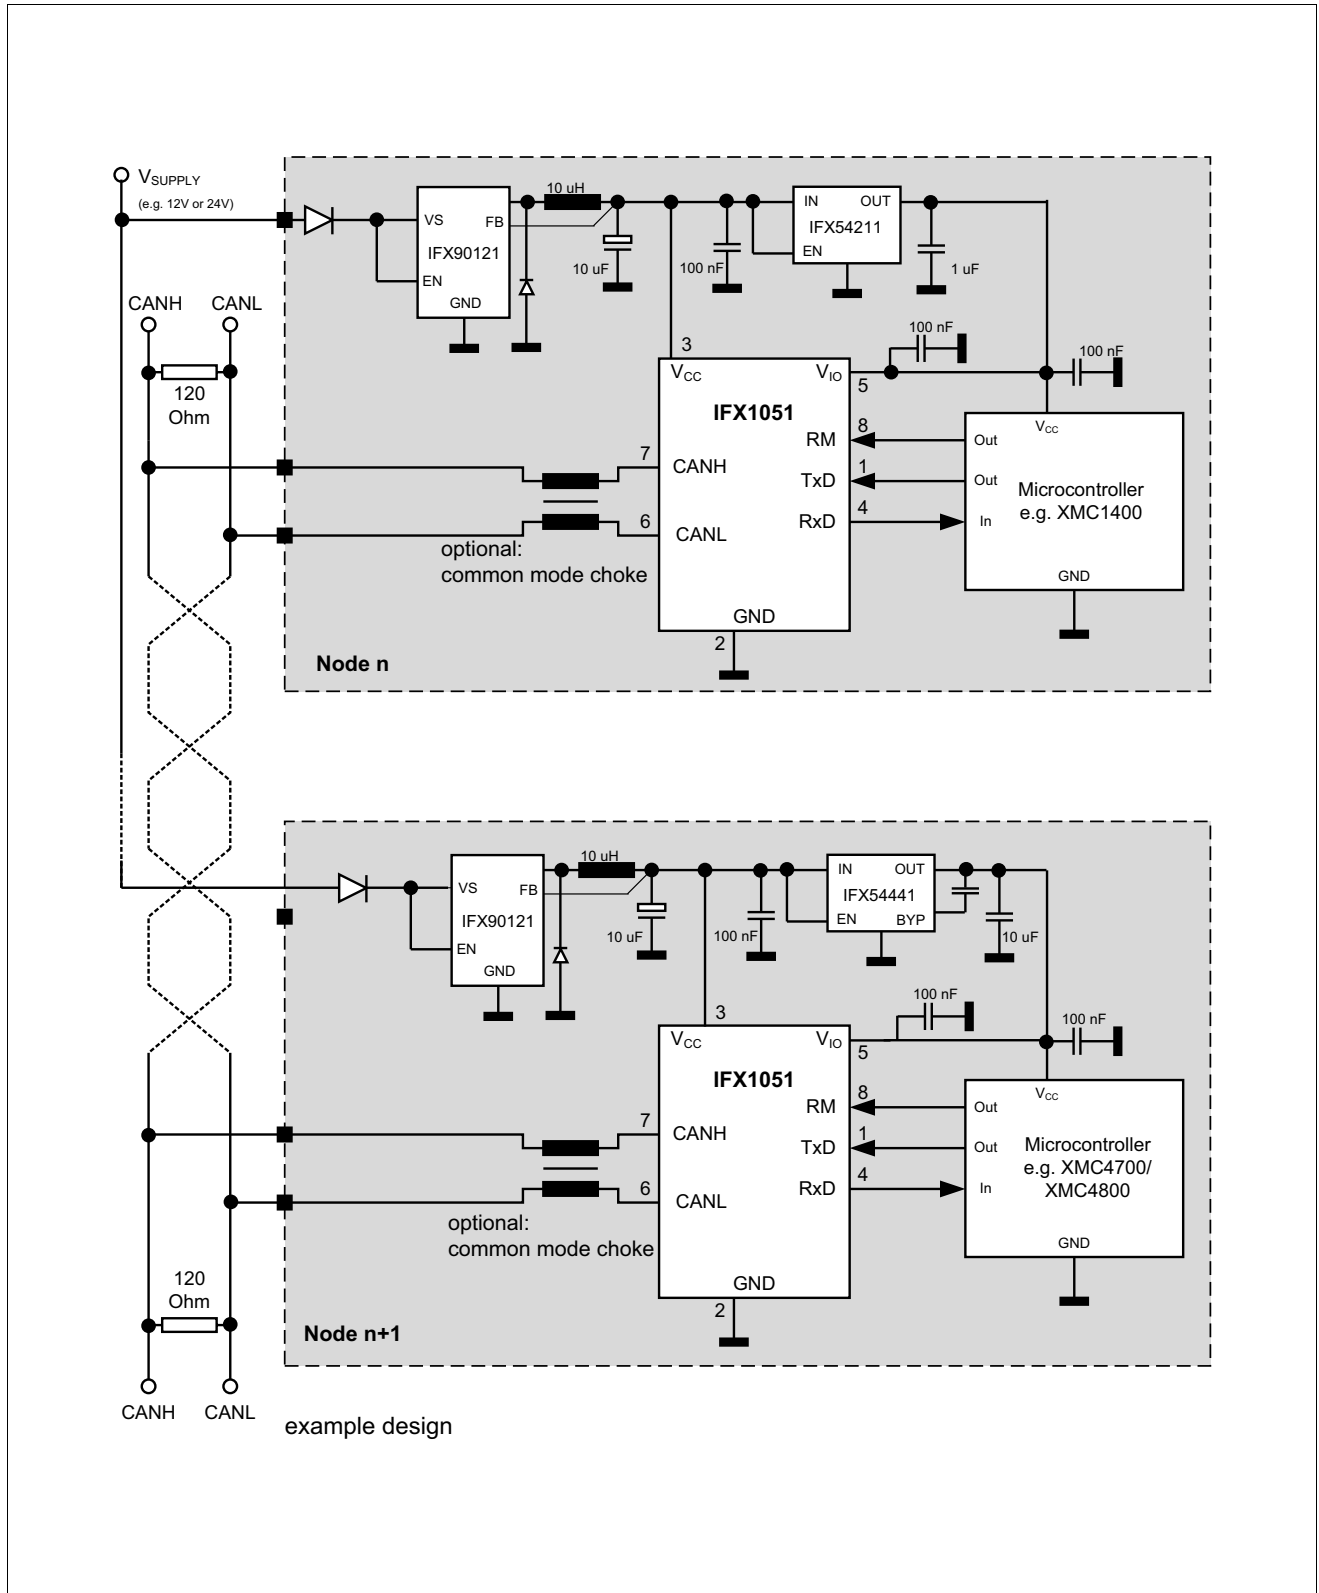 VSUPPLY
(e.g. 12V or 24V)
CANH
CANL
120
Ohm
VS
FB
IFX90121
EN
GND
10 uH
10 uF
100 nF
IN
OUT
IFX54211
EN
1 uF
100 nF
100 nF
3
VCC
VIO
5
IFX1051
RM
8
TxD
1
RxD
4
7
CANH
6
CANL
GND
2
optional:
common mode choke
VCC
Out
Out
In
Microcontroller
e.g. XMC1400
GND
Node n
VS
FB
IFX90121
EN
GND
10 uH
10 uF
100 nF
IN
OUT
IFX54441
EN
BYP
10 uF
100 nF
100 nF
3
VCC
VIO
5
IFX1051
RM
8
TxD
1
RxD
4
7
CANH
6
CANL
GND
2
optional:
common mode choke
VCC
Out
Out
In
Microcontroller
e.g. XMC4700/
XMC4800
GND
120
Ohm
Node n+1
CANH
CANL
example design